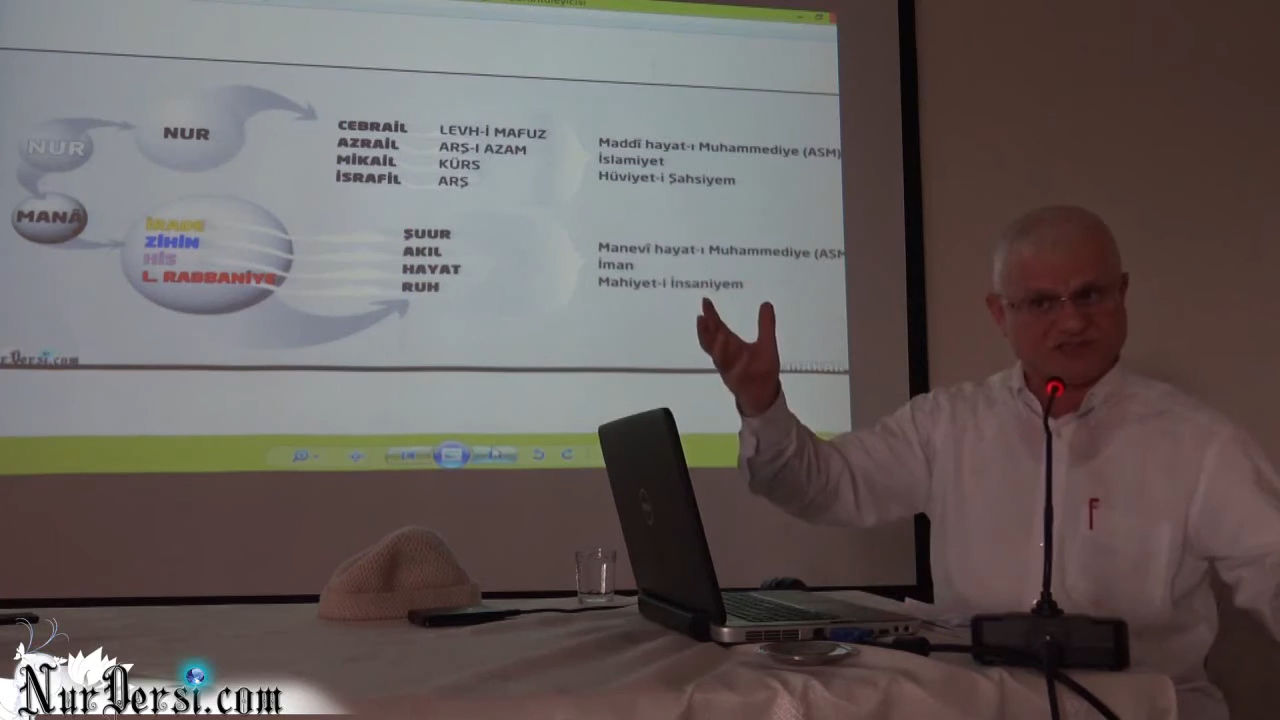 NUR
NUR
MANÂ
CEBRAİL LEVH-İ MAFUZ
AZRAİL ARŞ-I AZAM
MİKAİL KÜRS
İSRAFİL ARŞ
Maddî hayat-ı Muhammediye (ASM)
İslamiyet
Hüviyet-i Şahsiyem
İRADE
ZİHİN
HİS
L. RABBANİYE
ŞUUR
AKIL
HAYAT
RUH
Manevî hayat-ı Muhammediye (ASM
İman
Mahiyet-i İnsaniyem
rDersi.com
NurDersi.com